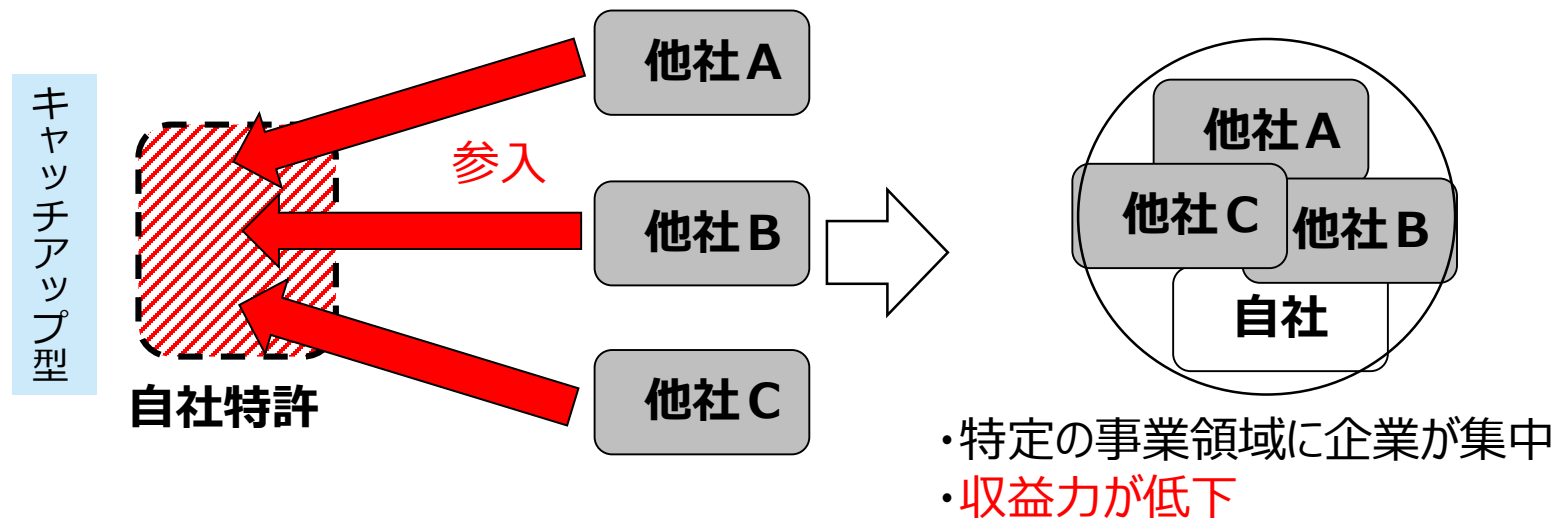 キャッチアップ型
自社特許
参入
他社A
他社B
他社C
他社A
他社C
他社B
自社
・特定の事業領域に企業が集中
・収益力が低下